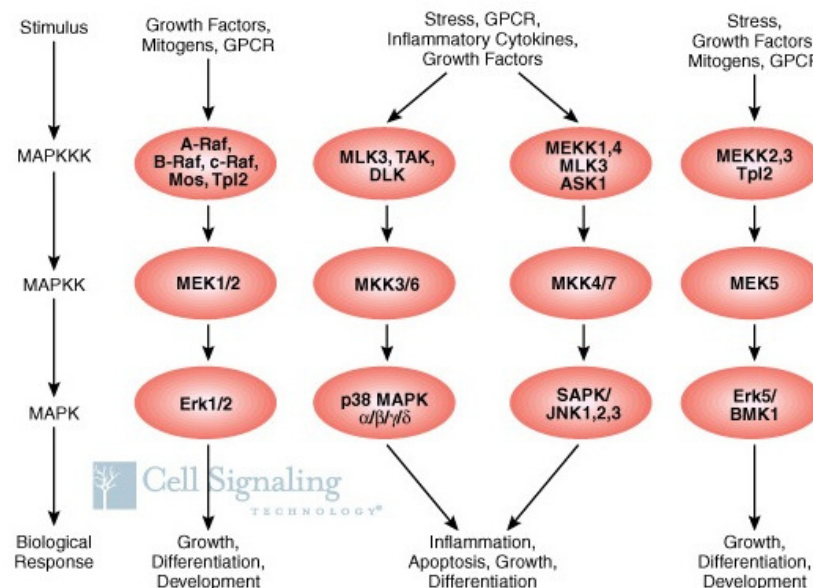 Stimulus
Growth Factors,
Mitogens, GPCR
Stress, GPCR,
Inflammatory Cytokines,
Growth Factors
Stress,
Growth Factors
Mitogens, GPCR
MAPKKK
A-Raf,
B-Raf, c-Raf,
Mos, Tpl2
MLK3, TAK,
DLK
MEKK1,4
MLK3
ASK1
MEKK2,3
Tpl2
MAPKK
MEK1/2
MKK3/6
MKK4/7
MEK5
MAPK
Erk1/2
p38 MAPK
α/β/γ/δ
SAPK/
JNK1,2,3
Erk5/
BMK1
Cell Signaling
TECHNOLOGY®
Biological
Response
Growth,
Differentiation,
Development
Inflammation,
Apoptosis, Growth,
Differentiation
Growth,
Differentiation,
Development